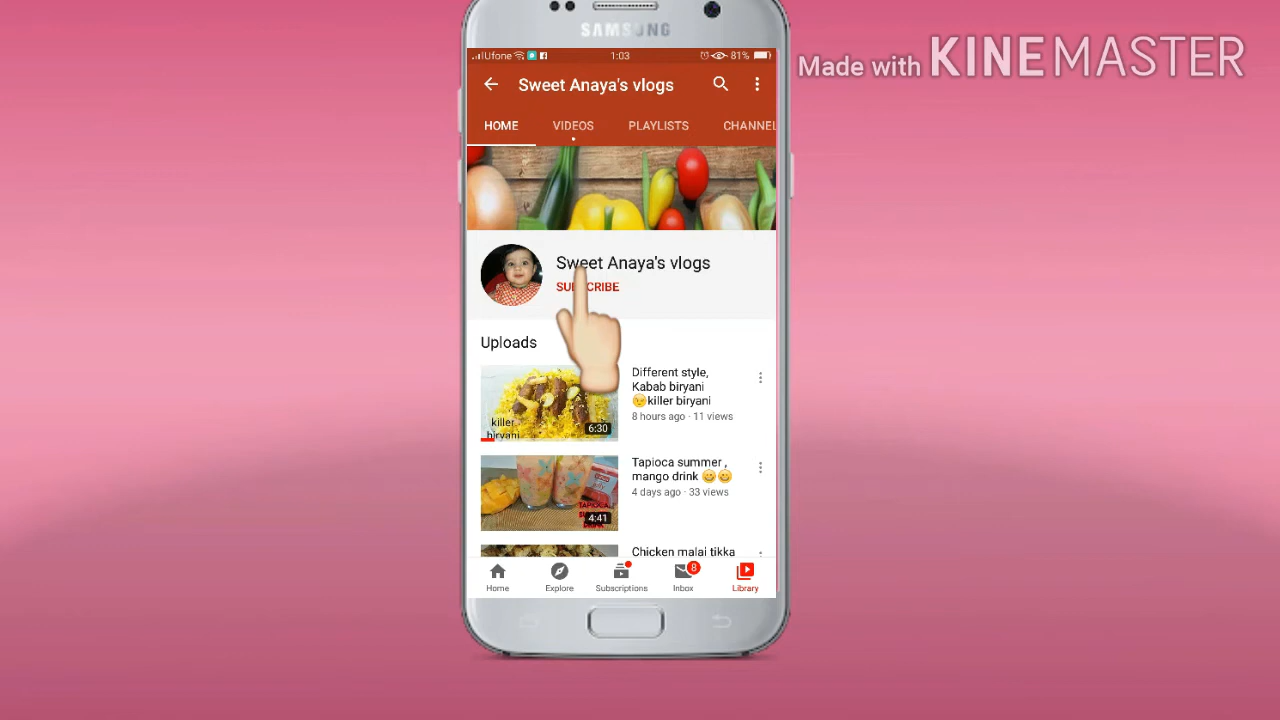 SAMSUNG
Made with KINEMASTER
Ufone 1:03 81%
Sweet Anaya's vlogs
HOME VIDEOS PLAYLISTS CHANNEL
Sweet Anaya's vlogs
SUBSCRIBE
Uploads
Different style,
Kabab biryani
😉killer biryani
8 hours ago · 11 views
killer
biryani
6:30
Tapioca summer ,
mango drink 😋😋
4 days ago · 33 views
TAPIOCA
4:41
Chicken malai tikka
8
Home Explore Subscriptions Inbox Library